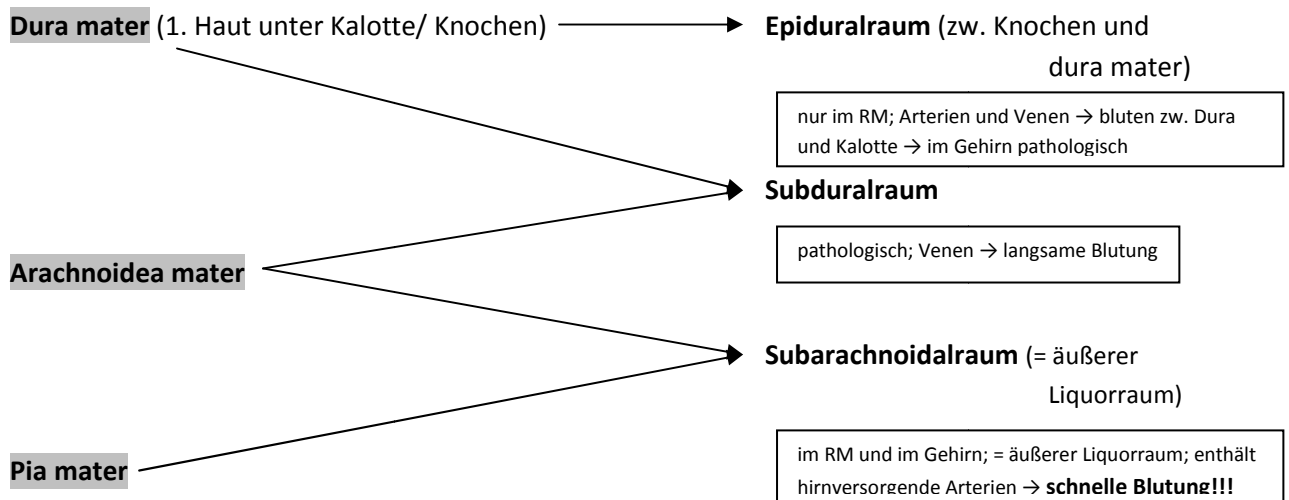 Dura mater (1. Haut unter Kalotte/ Knochen) → Epiduralraum (zw. Knochen und
dura mater)
nur im RM; Arterien und Venen → bluten zw. Dura
und Kalotte → im Gehirn pathologisch
Subduralraum
pathologisch; Venen → langsame Blutung
Arachnoidea mater
Subarachnoidalraum (= äußerer
Liquorraum)
im RM und im Gehirn; = äußerer Liquorraum; enthält
Pia mater
hirnversorgende Arterien → schnelle Blutung!!!